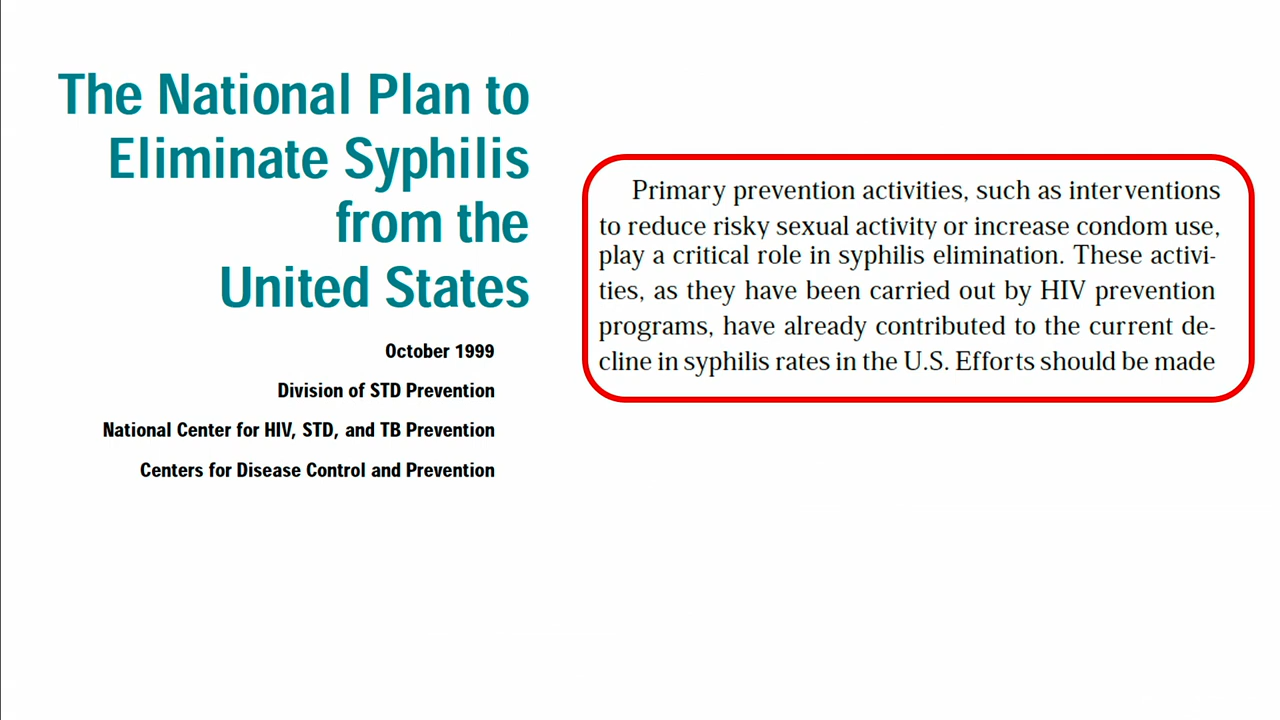 The National Plan to
Eliminate Syphilis
from the
United States
October 1999
Division of STD Prevention
National Center for HIV, STD, and TB Prevention
Centers for Disease Control and Prevention
Primary prevention activities, such as interventions
to reduce risky sexual activity or increase condom use,
play a critical role in syphilis elimination. These activi-
ties, as they have been carried out by HIV prevention
programs, have already contributed to the current de-
cline in syphilis rates in the U.S. Efforts should be made